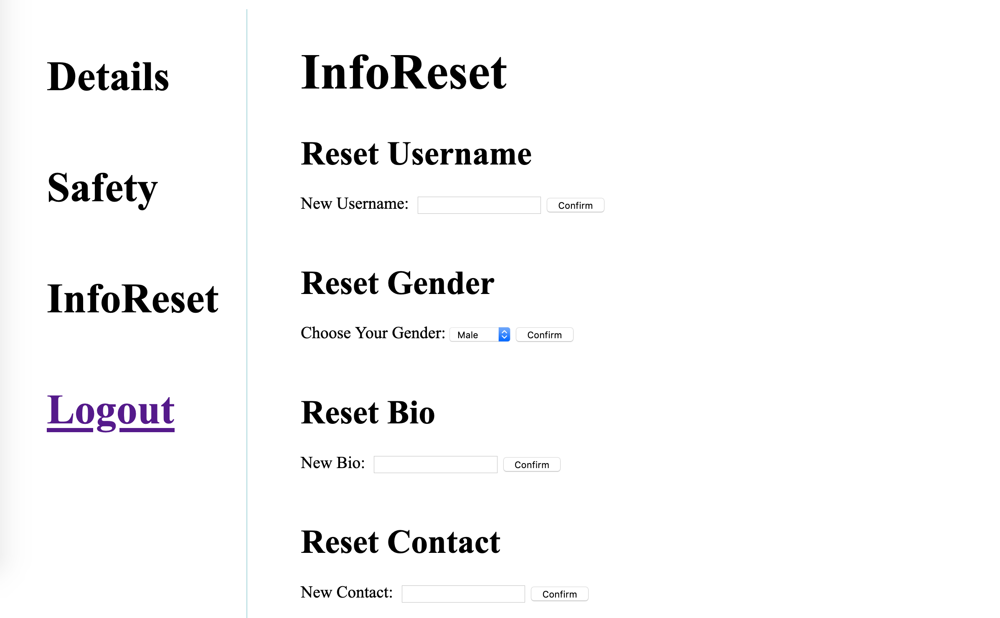 Details
Safety
InfoReset
Logout
InfoReset
Reset Username
New Username: Confirm
Reset Gender
Choose Your Gender: Male Confirm
Reset Bio
New Bio: Confirm
Reset Contact
New Contact: Confirm